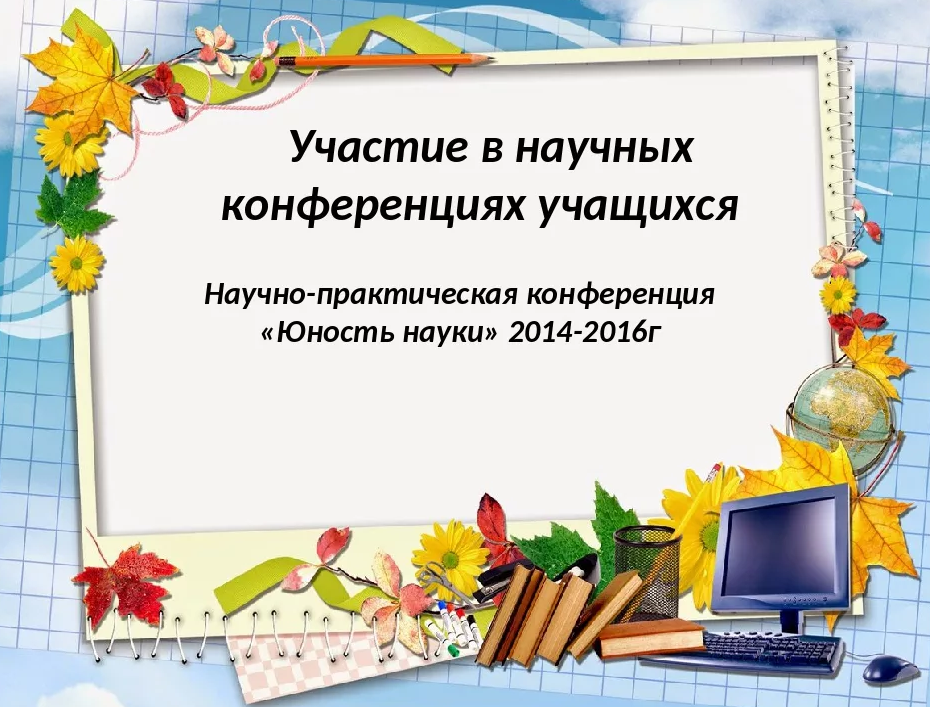 Участие в научных
конференциях учащихся
Научно-практическая конференция
«Юность науки» 2014-2016г